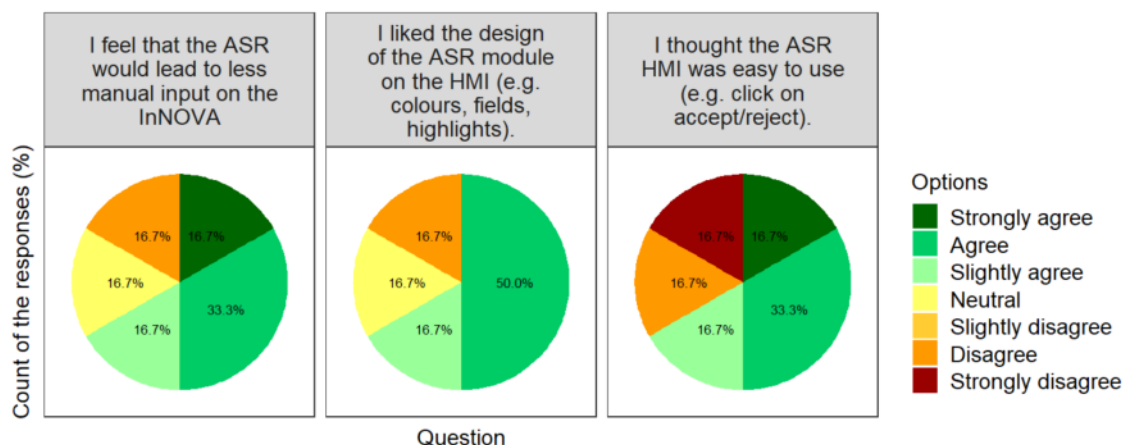 I feel that the ASR
would lead to less
manual input on the
InNOVA
I liked the design
of the ASR module
on the HMI (e.g.
colours, fields,
highlights).
I thought the ASR
HMI was easy to use
(e.g. click on
accept/reject).
Count of the responses (%)
16.7%
16.7%
16.7%
33.3%
16.7%
16.7%
16.7%
50.0%
16.7%
16.7%
16.7%
16.7%
33.3%
16.7%
Question
Options
Strongly agree
Agree
Slightly agree
Neutral
Slightly disagree
Disagree
Strongly disagree